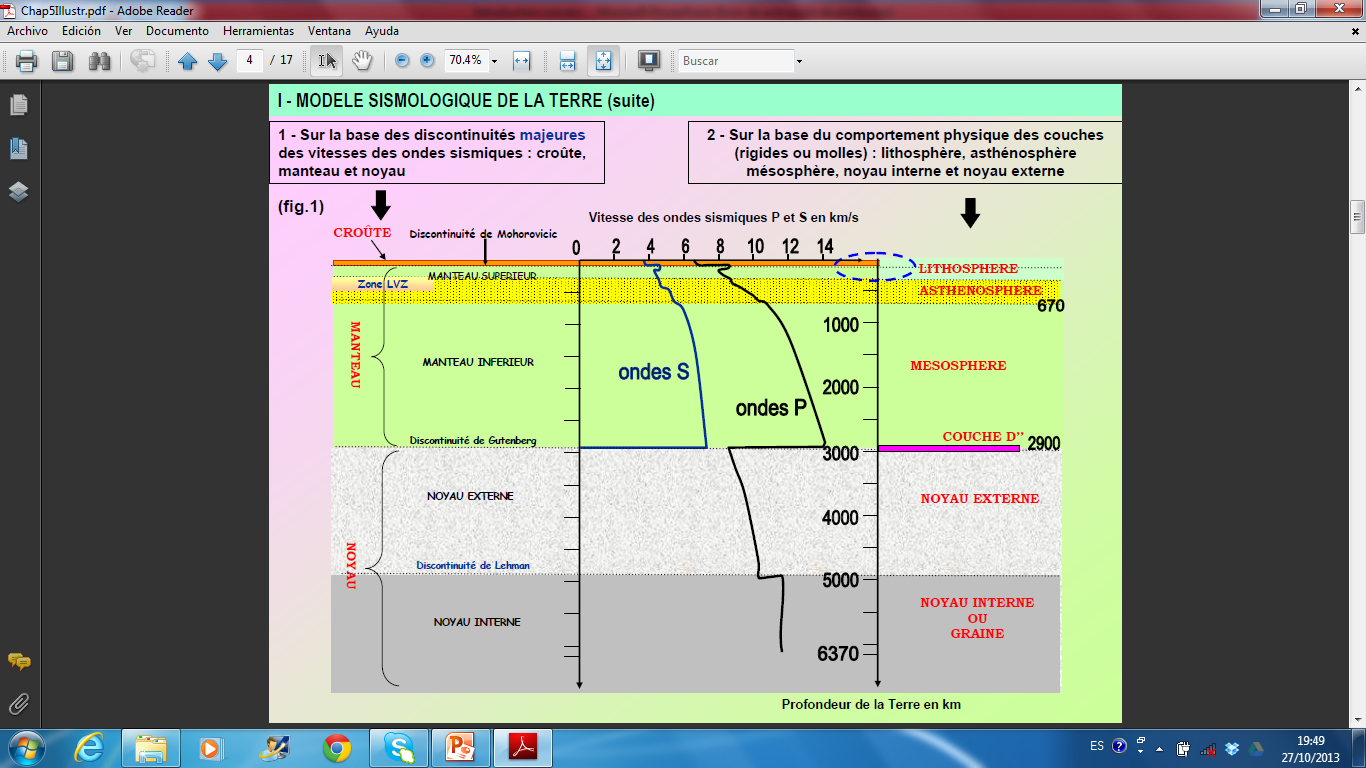 Chap5Illustr.pdf - Adobe Reader
Archivo Edición Ver Documento Herramientas Ventana Ayuda
4 / 17 70.4% Buscar
I - MODELE SISMOLOGIQUE DE LA TERRE (suite)
1 - Sur la base des discontinuités majeures
des vitesses des ondes sismiques : croûte,
manteau et noyau
2 - Sur la base du comportement physique des couches
(rigides ou molles) : lithosphère, asthénosphère
mésosphère, noyau interne et noyau externe
(fig.1)
Vitesse des ondes sismiques P et S en km/s
CROÛTE
Discontinuité de Mohorovicic
0 2 4 6 8 10 12 14
MANTEAU SUPERIEUR
LITHOSPHERE
Zone LVZ
ASTHENOSPHERE
670
1000
MANTEAU
MANTEAU INFERIEUR
ondes S
MESOSPHERE
2000
ondes P
Discontinuité de Gutenberg
COUCHE D’’
2900
3000
NOYAU EXTERNE
NOYAU EXTERNE
4000
NOYAU
Discontinuité de Lehman
5000
NOYAU INTERNE
NOYAU INTERNE
OU
GRAINE
6370
Profondeur de la Terre en km
ES
19:49
27/10/2013